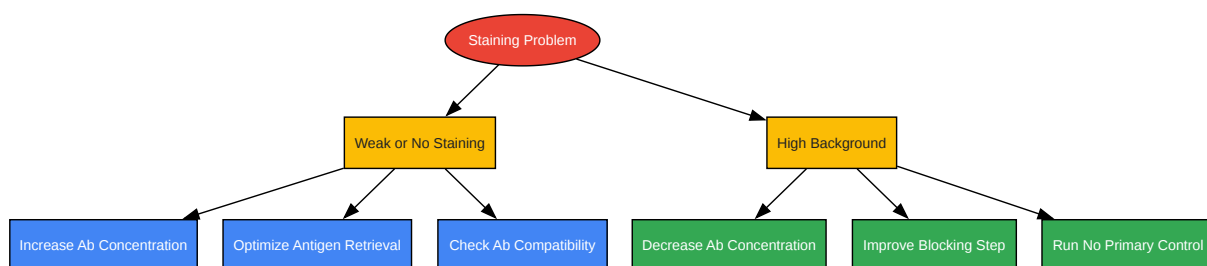 Staining Problem
Weak or No Staining
High Background
Increase Ab Concentration
Optimize Antigen Retrieval
Check Ab Compatibility
Decrease Ab Concentration
Improve Blocking Step
Run No Primary Control